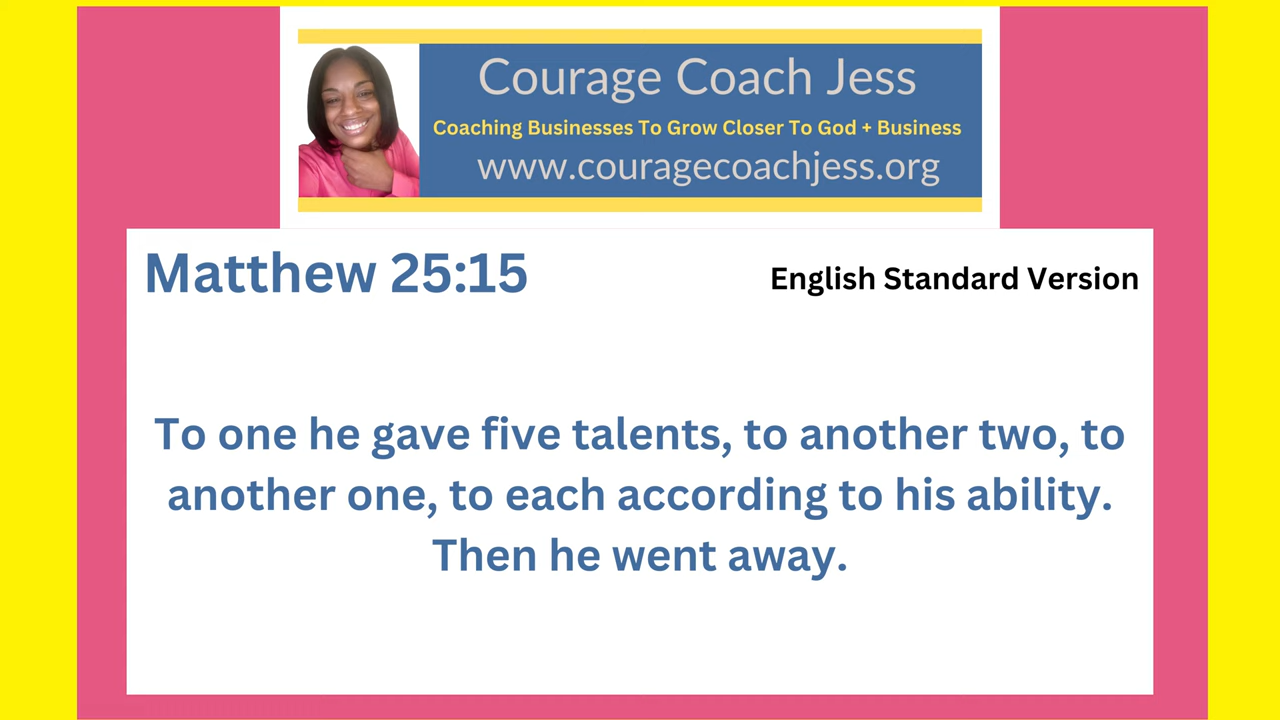 Courage Coach Jess
Coaching Businesses To Grow Closer To God + Business
www.couragecoachjess.org
Matthew 25:15
English Standard Version
To one he gave five talents, to another two, to
another one, to each according to his ability.
Then he went away.